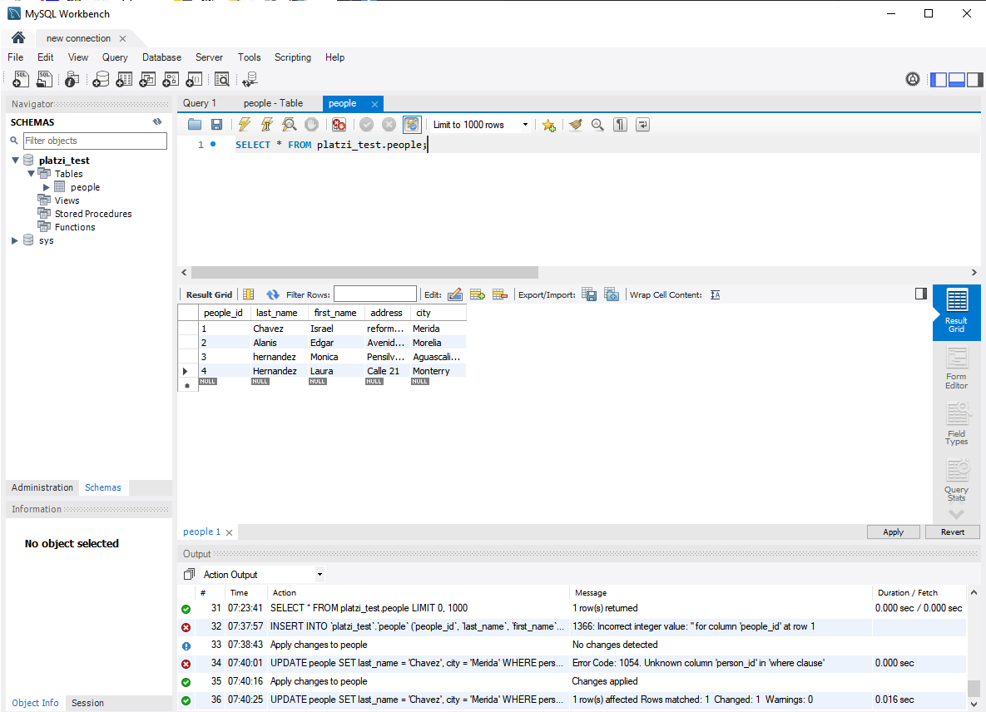 MySQL Workbench
new connection
File Edit View Query Database Server Tools Scripting Help
Navigator
SCHEMAS
Filter objects
platzi_test
Tables
people
Views
Stored Procedures
Functions
sys
Administration Schemas
Information
No object selected
Object Info Session
Query 1 people - Table people
Limit to 1000 rows
1 SELECT * FROM platzi_test.people;
Result Grid Filter Rows: Edit: Export/Import: Wrap Cell Content:
people_id last_name first_name address city
1 Chavez Israel reform... Merida
2 Alanis Edgar Avenid... Morelia
3 hernandez Monica Pensilv... Aguascali...
4 Hernandez Laura Calle 21 Monterry
NULL NULL NULL NULL NULL
Result
Grid
Form
Editor
Field
Types
Query
Stats
people 1 Apply Revert
Output
Action Output
# Time Action Message Duration / Fetch
31 07:23:41 SELECT * FROM platzi_test.people LIMIT 0, 1000 1 row(s) returned 0.000 sec / 0.000 sec
32 07:37:57 INSERT INTO `platzi_test`.`people` (`people_id`, `last_name`, `first_name`... 1366: Incorrect integer value: '' for column 'people_id' at row 1
33 07:38:43 Apply changes to people No changes detected
34 07:40:01 UPDATE people SET last_name = 'Chavez', city = 'Merida' WHERE pers... Error Code: 1054. Unknown column 'person_id' in 'where clause' 0.000 sec
35 07:40:16 Apply changes to people Changes applied
36 07:40:25 UPDATE people SET last_name = 'Chavez', city = 'Merida' WHERE peop... 1 row(s) affected Rows matched: 1 Changed: 1 Warnings: 0 0.016 sec